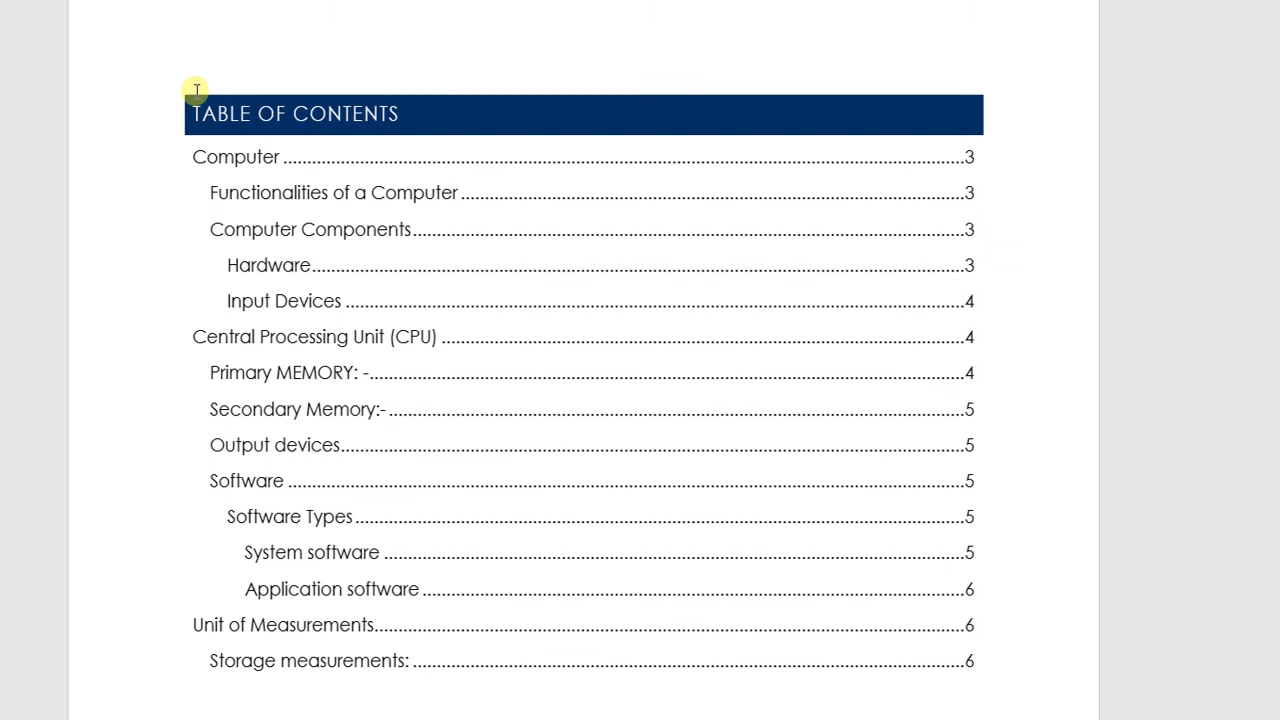 TABLE OF CONTENTS
Computer ........................................................................ 3
Functionalities of a Computer ........................................................................ 3
Computer Components ........................................................................ 3
Hardware ........................................................................ 3
Input Devices ........................................................................ 4
Central Processing Unit (CPU) ........................................................................ 4
Primary MEMORY: - ........................................................................ 4
Secondary Memory:- ........................................................................ 5
Output devices ........................................................................ 5
Software ........................................................................ 5
Software Types ........................................................................ 5
System software ........................................................................ 5
Application software ........................................................................ 6
Unit of Measurements ........................................................................ 6
Storage measurements: ........................................................................ 6